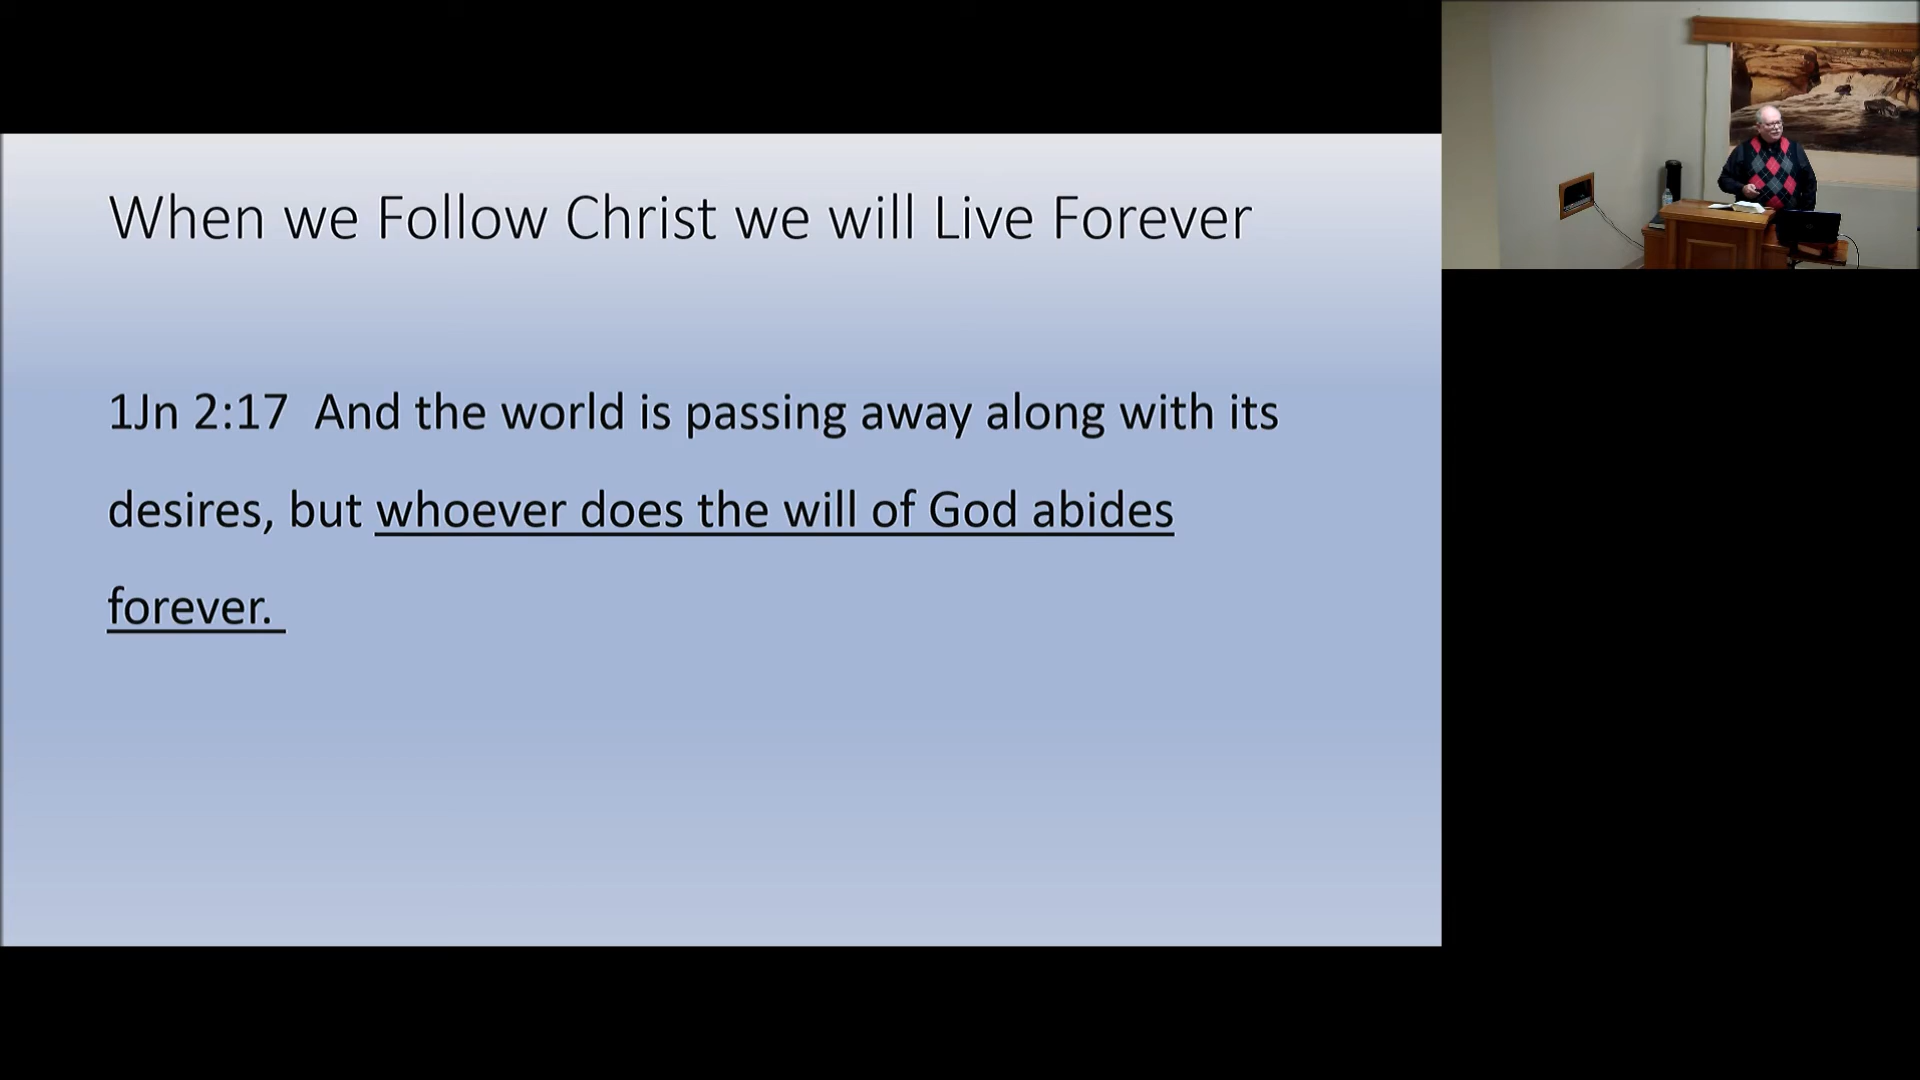 When we Follow Christ we will Live Forever
1Jn 2:17  And the world is passing away along with its
desires, but whoever does the will of God abides
forever.